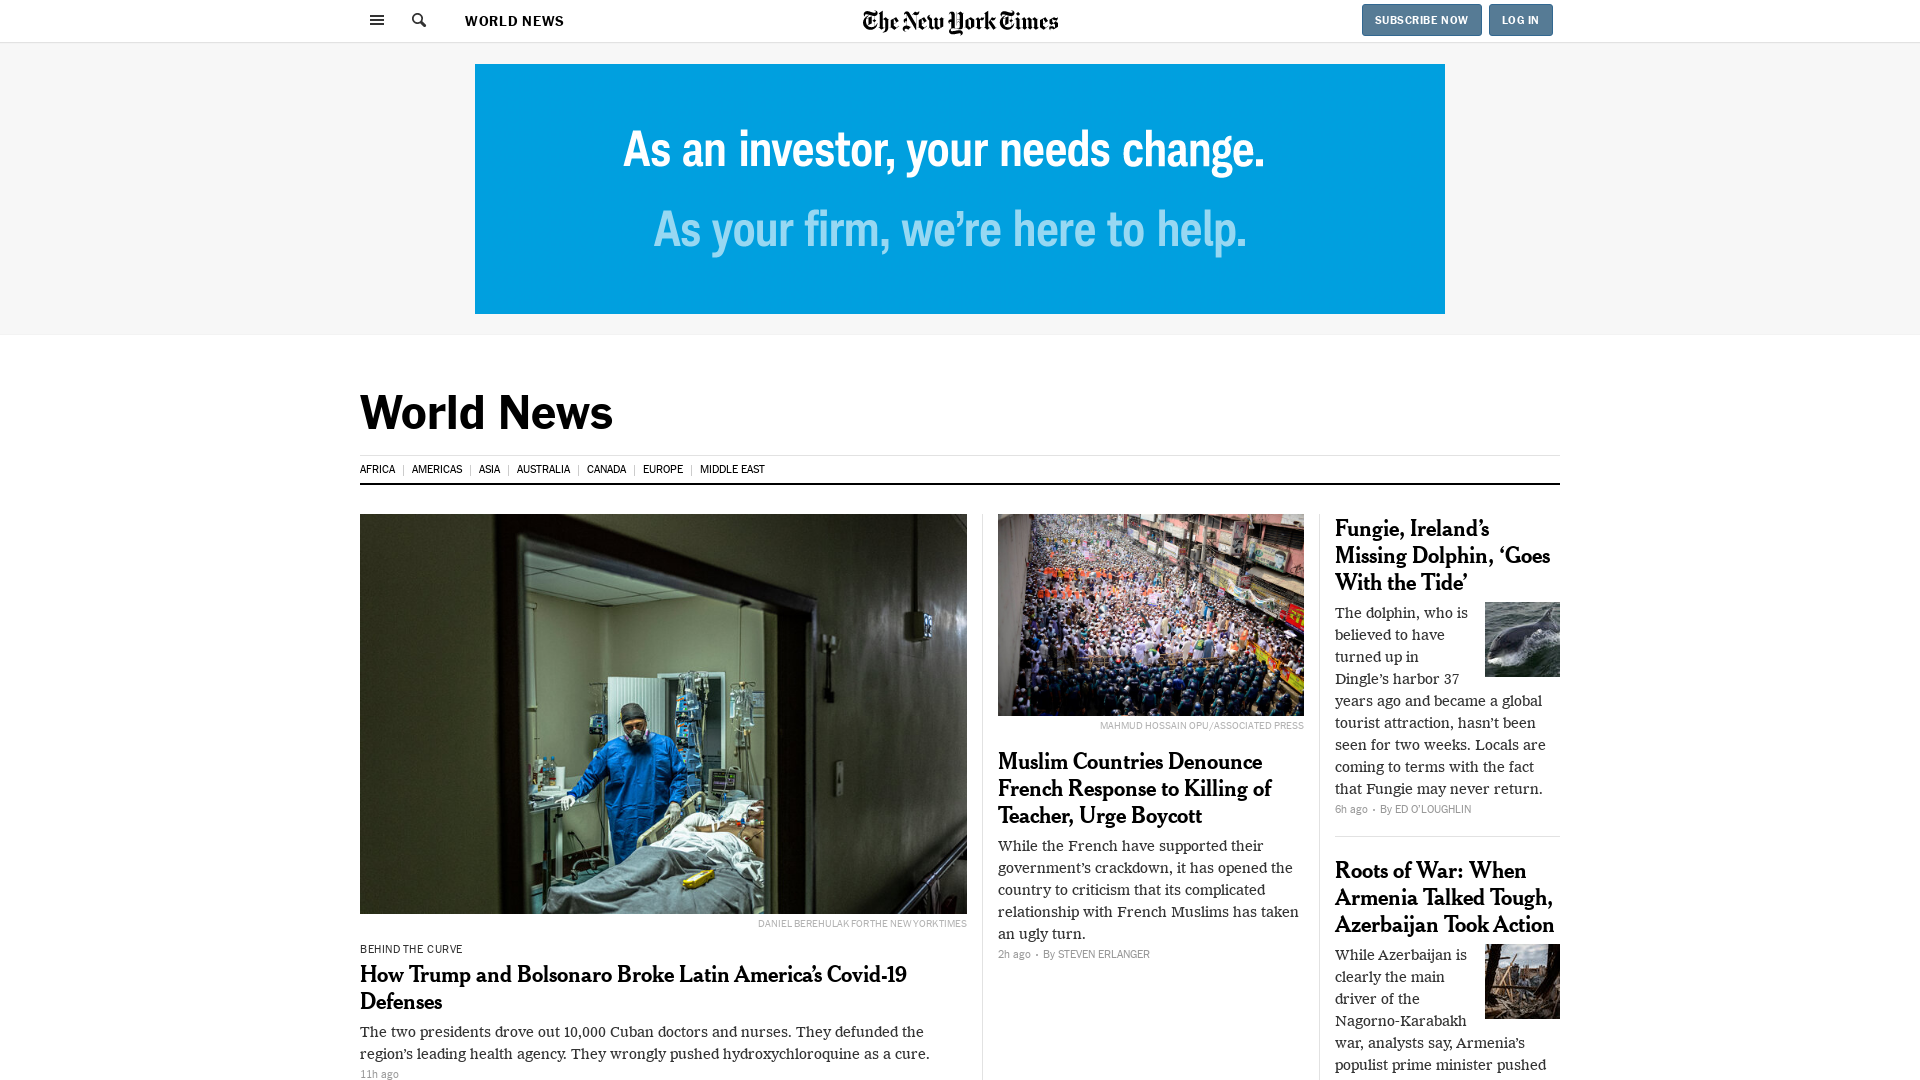 WORLD NEWS
The New York Times
SUBSCRIBE NOW
LOG IN
As an investor, your needs change.
As your firm, we're here to help.
World News
AFRICA
AMERICAS
ASIA
AUSTRALIA
CANADA
EUROPE
MIDDLE EAST
DANIEL BEREHULAK FOR THE NEW YORK TIMES
BEHIND THE CURVE
How Trump and Bolsonaro Broke Latin America's Covid-19
Defenses
The two presidents drove out 10,000 Cuban doctors and nurses. They defunded the
region's leading health agency. They wrongly pushed hydroxychloroquine as a cure.
11h ago
MAHMUD HOSSAIN OPU/ASSOCIATED PRESS
Muslim Countries Denounce
French Response to Killing of
Teacher, Urge Boycott
While the French have supported their
government's crackdown, it has opened the
country to criticism that its complicated
relationship with French Muslims has taken
an ugly turn.
2h ago • By STEVEN ERLANGER
Fungie, Ireland's
Missing Dolphin, 'Goes
With the Tide'
The dolphin, who is
believed to have
turned up in
Dingle's harbor 37
years ago and became a global
tourist attraction, hasn't been
seen for two weeks. Locals are
coming to terms with the fact
that Fungie may never return.
6h ago • By ED O'LOUGHLIN
Roots of War: When
Armenia Talked Tough,
Azerbaijan Took Action
While Azerbaijan is
clearly the main
driver of the
Nagorno-Karabakh
war, analysts say, Armenia's
populist prime minister pushed